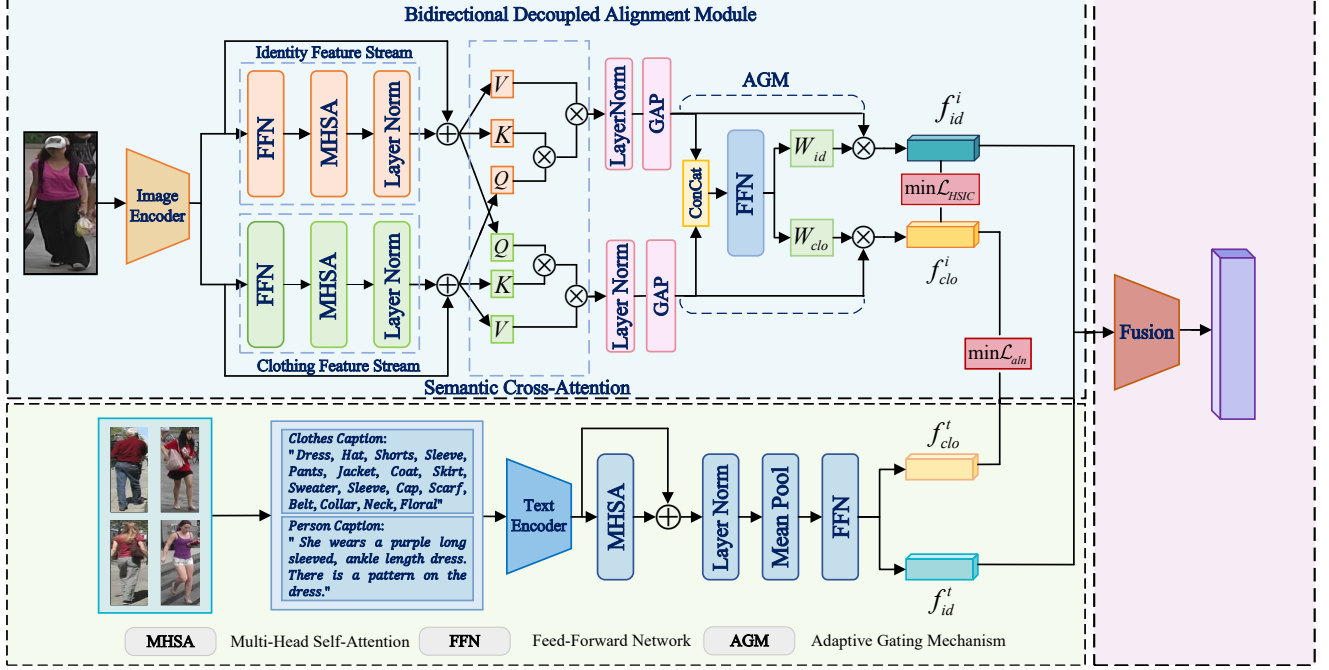 Bidirectional Decoupled Alignment Module
Identity Feature Stream
FFN
MHSA
Layer Norm
V
K
Q
LayerNorm
GAP
AGM
ConCat
FFN
W_id
W_clo
f^i_id
min L_HSIC
f^i_clo
Image
Encoder
FFN
MHSA
Layer Norm
Q
K
V
Layer Norm
GAP
Clothing Feature Stream
Semantic Cross-Attention
min L_aln
Fusion
Clothes Caption:
"Dress, Hat, Shorts, Sleeve,
Pants, Jacket, Coat, Skirt,
Sweater, Sleeve, Cap, Scarf,
Belt, Collar, Neck, Floral"
Person Caption:
" She wears a purple long
sleeved, ankle length dress.
There is a pattern on the
dress."
Text
Encoder
MHSA
Layer Norm
Mean Pool
FFN
f^t_clo
f^t_id
MHSA Multi-Head Self-Attention FFN Feed-Forward Network AGM Adaptive Gating Mechanism